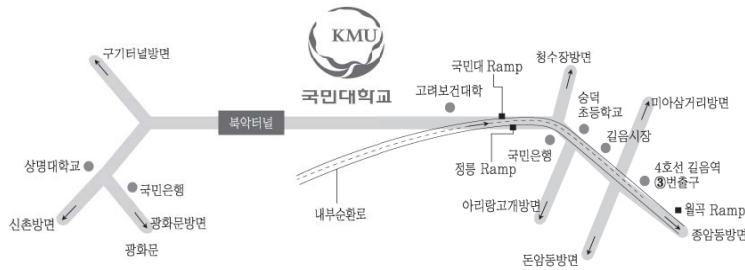 구기터널방면
KMU
국민대학교
북악터널
고려보건대학
국민대 Ramp
청수장방면
숭덕
초등학교
미아삼거리방면
길음시장
4호선 길음역
③번출구
월곡 Ramp
종암동방면
돈암동방면
아리랑고개방면
국민은행
정릉 Ramp
내부순환로
상명대학교
국민은행
신촌방면
광화문방면
광화문